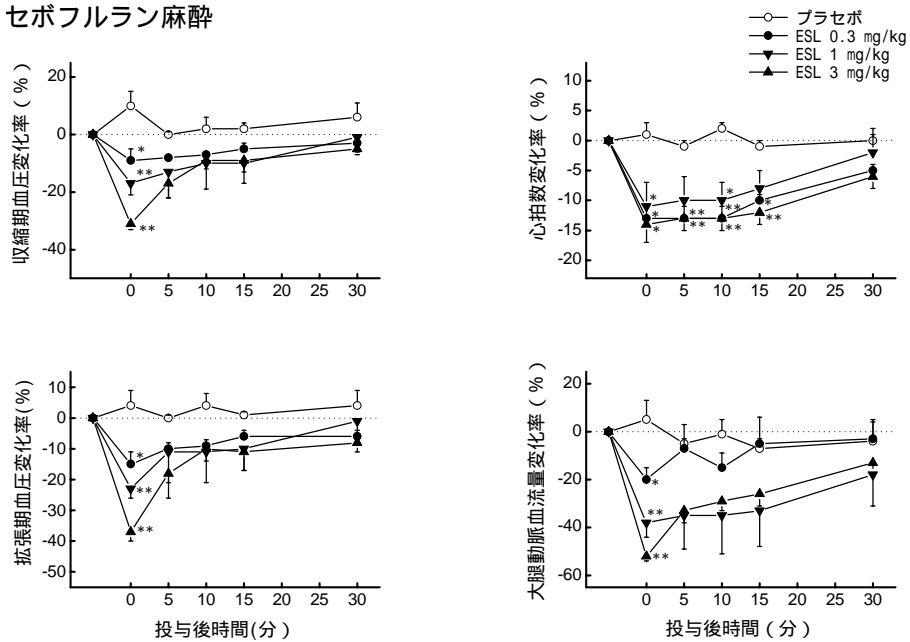 セボフルラン麻酔
プラセボ
ESL 0.3 mg/kg
ESL 1 mg/kg
ESL 3 mg/kg
収縮期血圧変化率（%）
20
0
-20
-40
*
**
**
0 5 10 15 20 25 30
心拍数変化率（%）
10
5
0
-5
-10
-15
-20
* * *
** ** *
* ** ** **
0 5 10 15 20 25 30
拡張期血圧変化率(%)
10
0
-10
-20
-30
-40
-50
*
**
**
0 5 10 15 20 25 30
投与後時間(分)
大腿動脈血流量変化率（%）
20
0
-20
-40
-60
*
**
**
0 5 10 15 20 25 30
投与後時間（分）